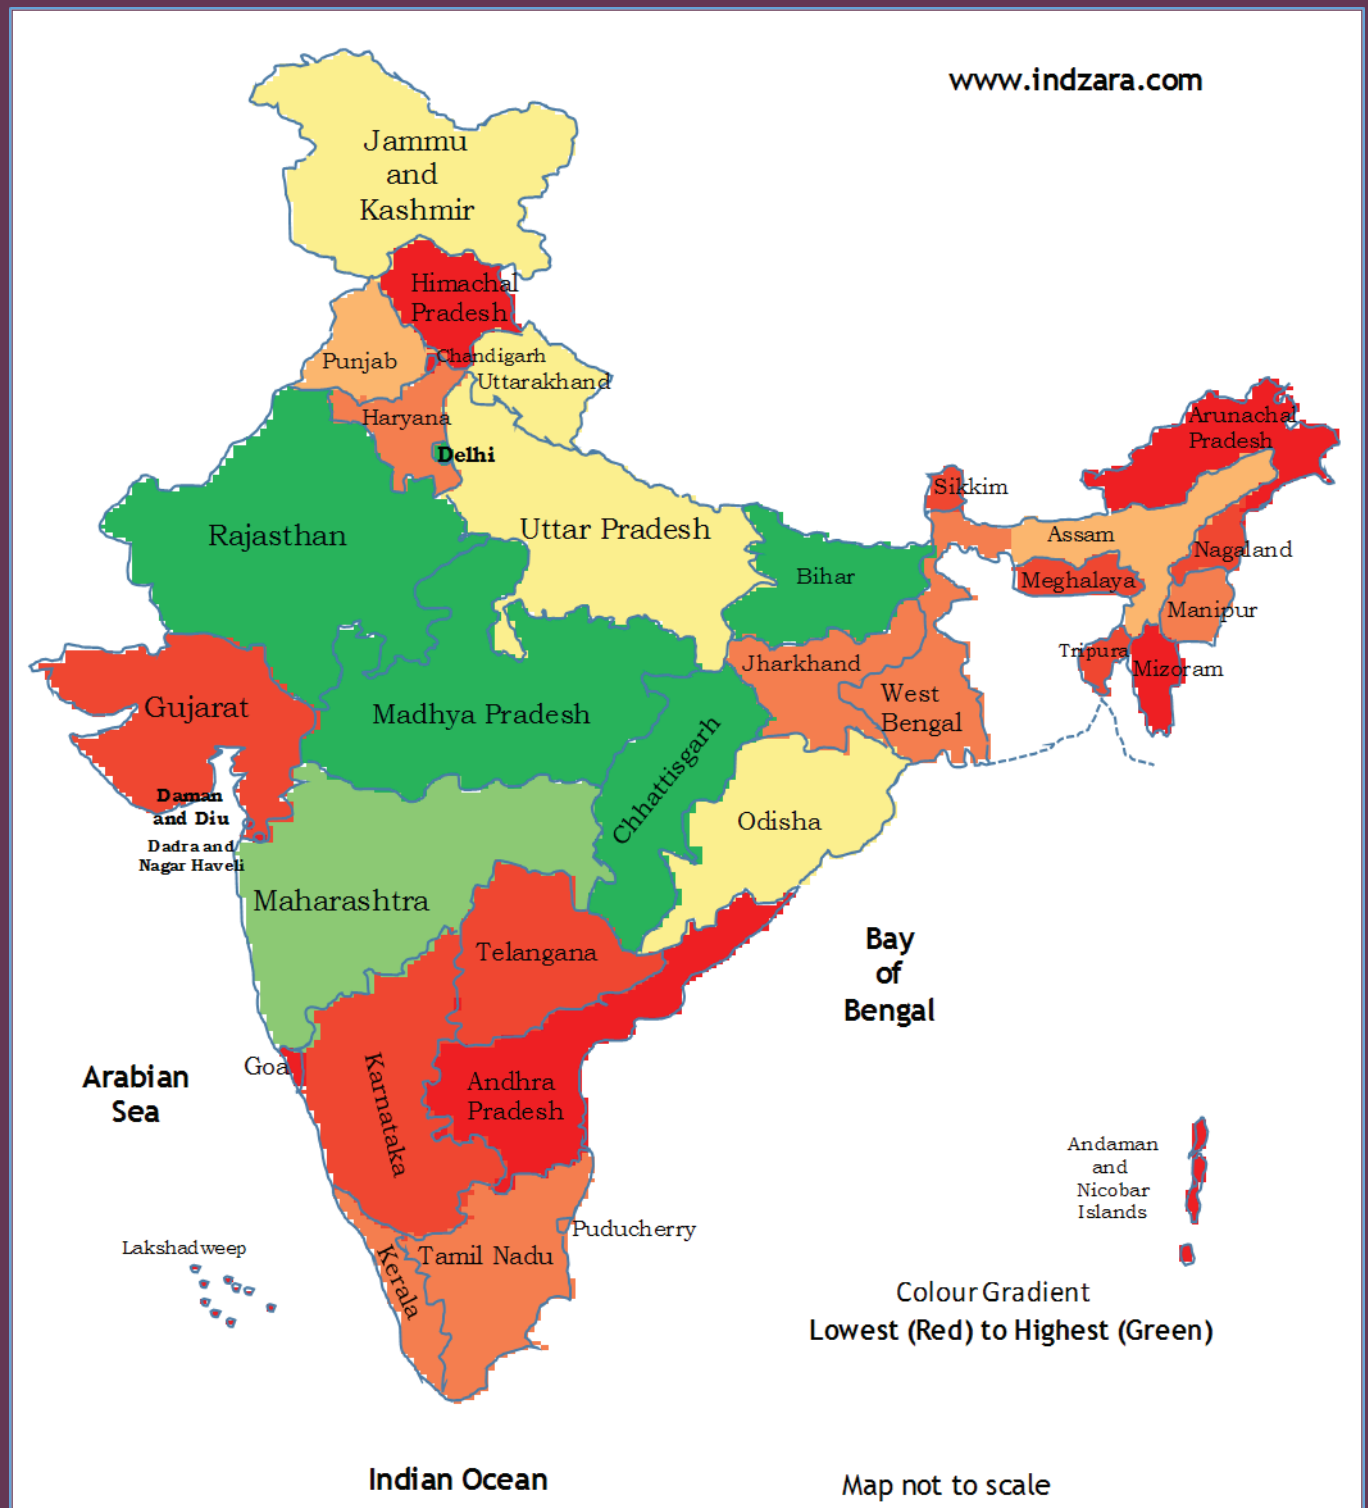 www.indzara.com
Jammu
and
Kashmir
Himachal
Pradesh
Punjab
Chandigarh
Uttarakhand
Haryana
Delhi
Arunachal
Pradesh
Sikkim
Rajasthan
Uttar Pradesh
Assam
Nagaland
Bihar
Meghalaya
Manipur
Tripura
Jharkhand
Mizoram
West
Bengal
Gujarat
Madhya Pradesh
Chhattisgarh
Daman
and Diu
Dadra and
Nagar Haveli
Odisha
Maharashtra
Telangana
Bay
of
Bengal
Goa
Arabian
Sea
Karnataka
Andhra
Pradesh
Andaman
and
Nicobar
Islands
Puducherry
Lakshadweep
Kerala
Tamil Nadu
Colour Gradient
Lowest (Red) to Highest (Green)
Indian Ocean
Map not to scale